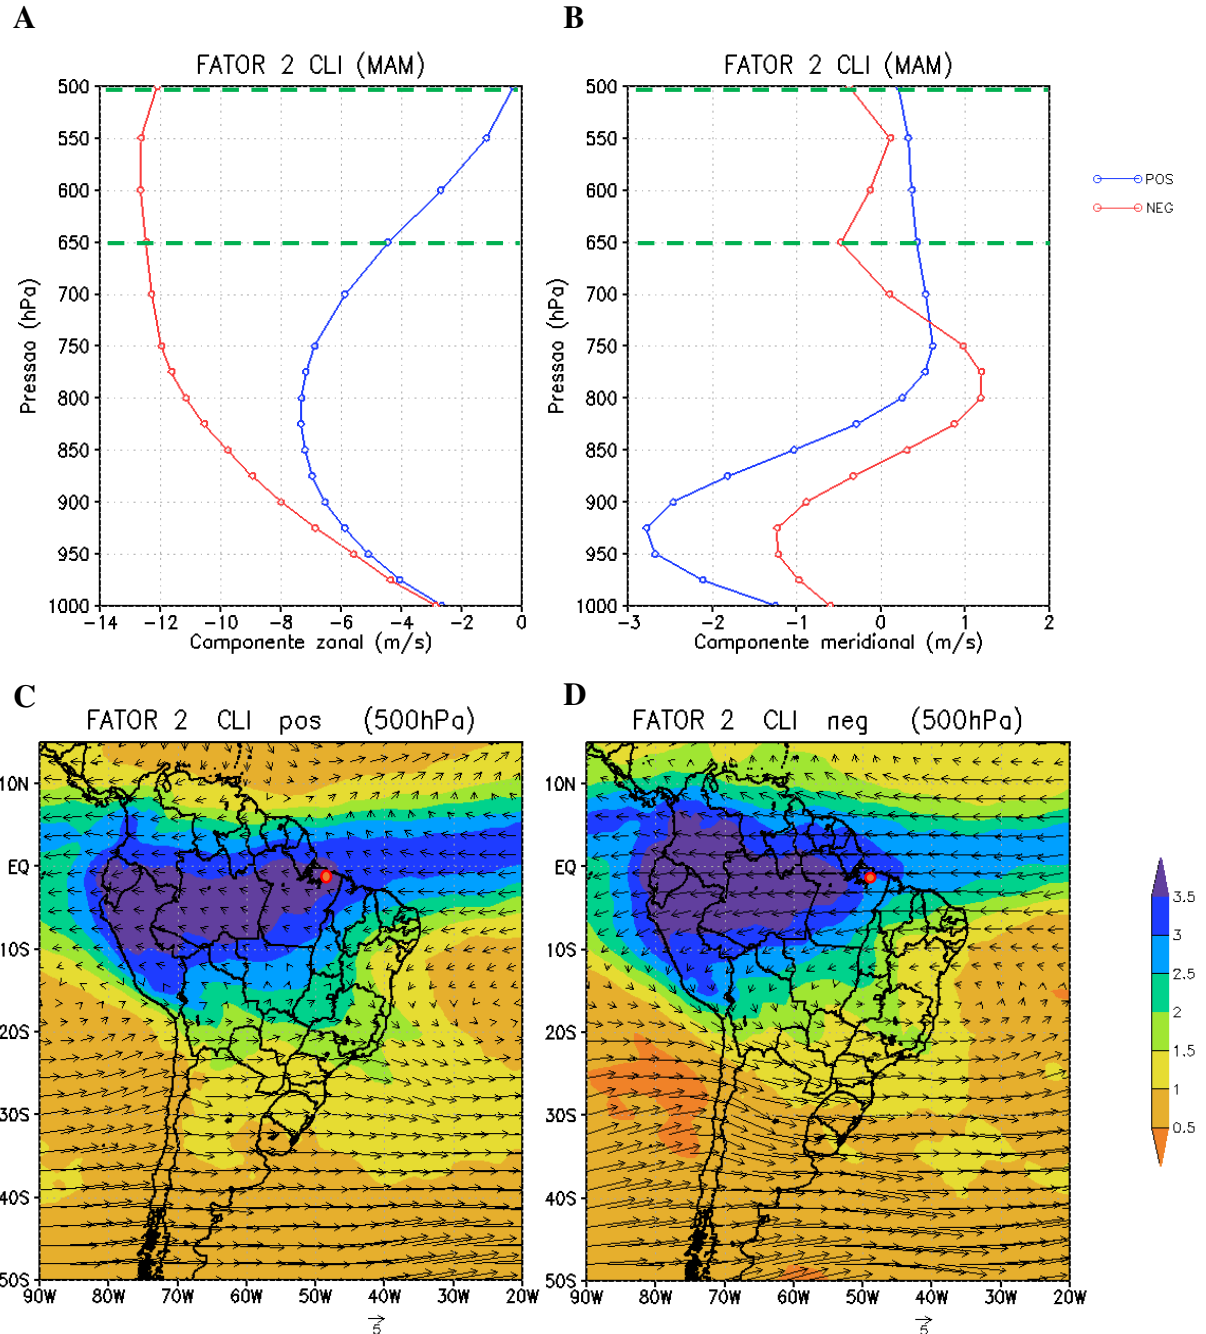 A
B
FATOR 2 CLI (MAM)
FATOR 2 CLI (MAM)
500
550
600
650
700
750
800
850
900
950
1000
Pressao (hPa)
-14
-12
-10
-8
-6
-4
-2
0
Componente zonal (m/s)
500
550
600
650
700
750
800
850
900
950
1000
Pressao (hPa)
-3
-2
-1
0
1
2
Componente meridional (m/s)
POS
NEG
C
D
FATOR 2 CLI pos (500hPa)
FATOR 2 CLI neg (500hPa)
10N
EQ
10S
20S
30S
40S
50S
90W
80W
70W
60W
50W
40W
30W
20W
5
10N
EQ
10S
20S
30S
40S
50S
90W
80W
70W
60W
50W
40W
30W
20W
5
3.5
3
2.5
2
1.5
1
0.5